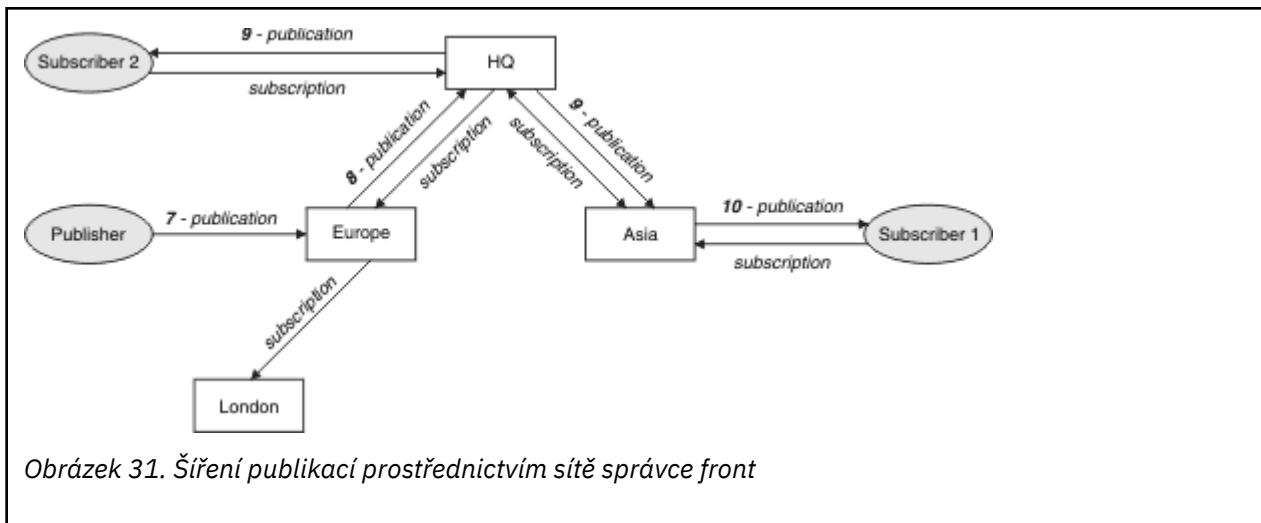 9 - publication
Subscriber 2
HQ
subscription
8 - publication
subscription
subscription
9 - publication
Publisher
7 - publication
Europe
Asia
10 - publication
Subscriber 1
subscription
subscription
London
Obrázek 31. Šíření publikací prostřednictvím sítě správce front